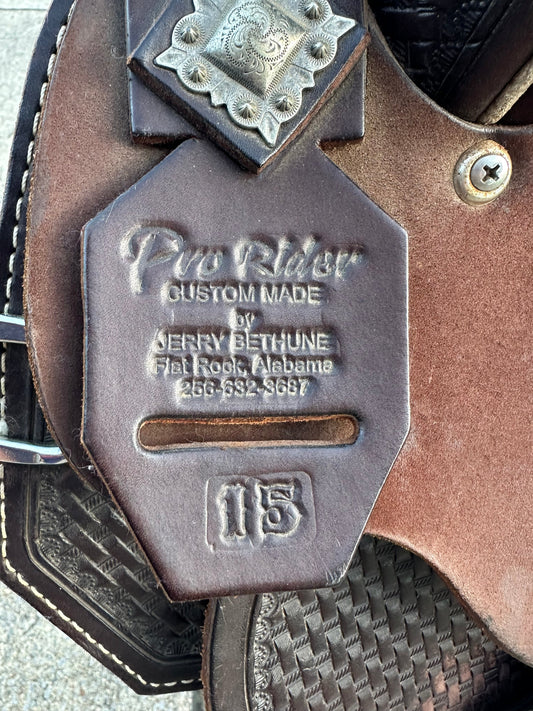 Pro Rider
CUSTOM MADE
by
JERRY BETHUNE
Flat Rock, Alabama
256-632-3687
15